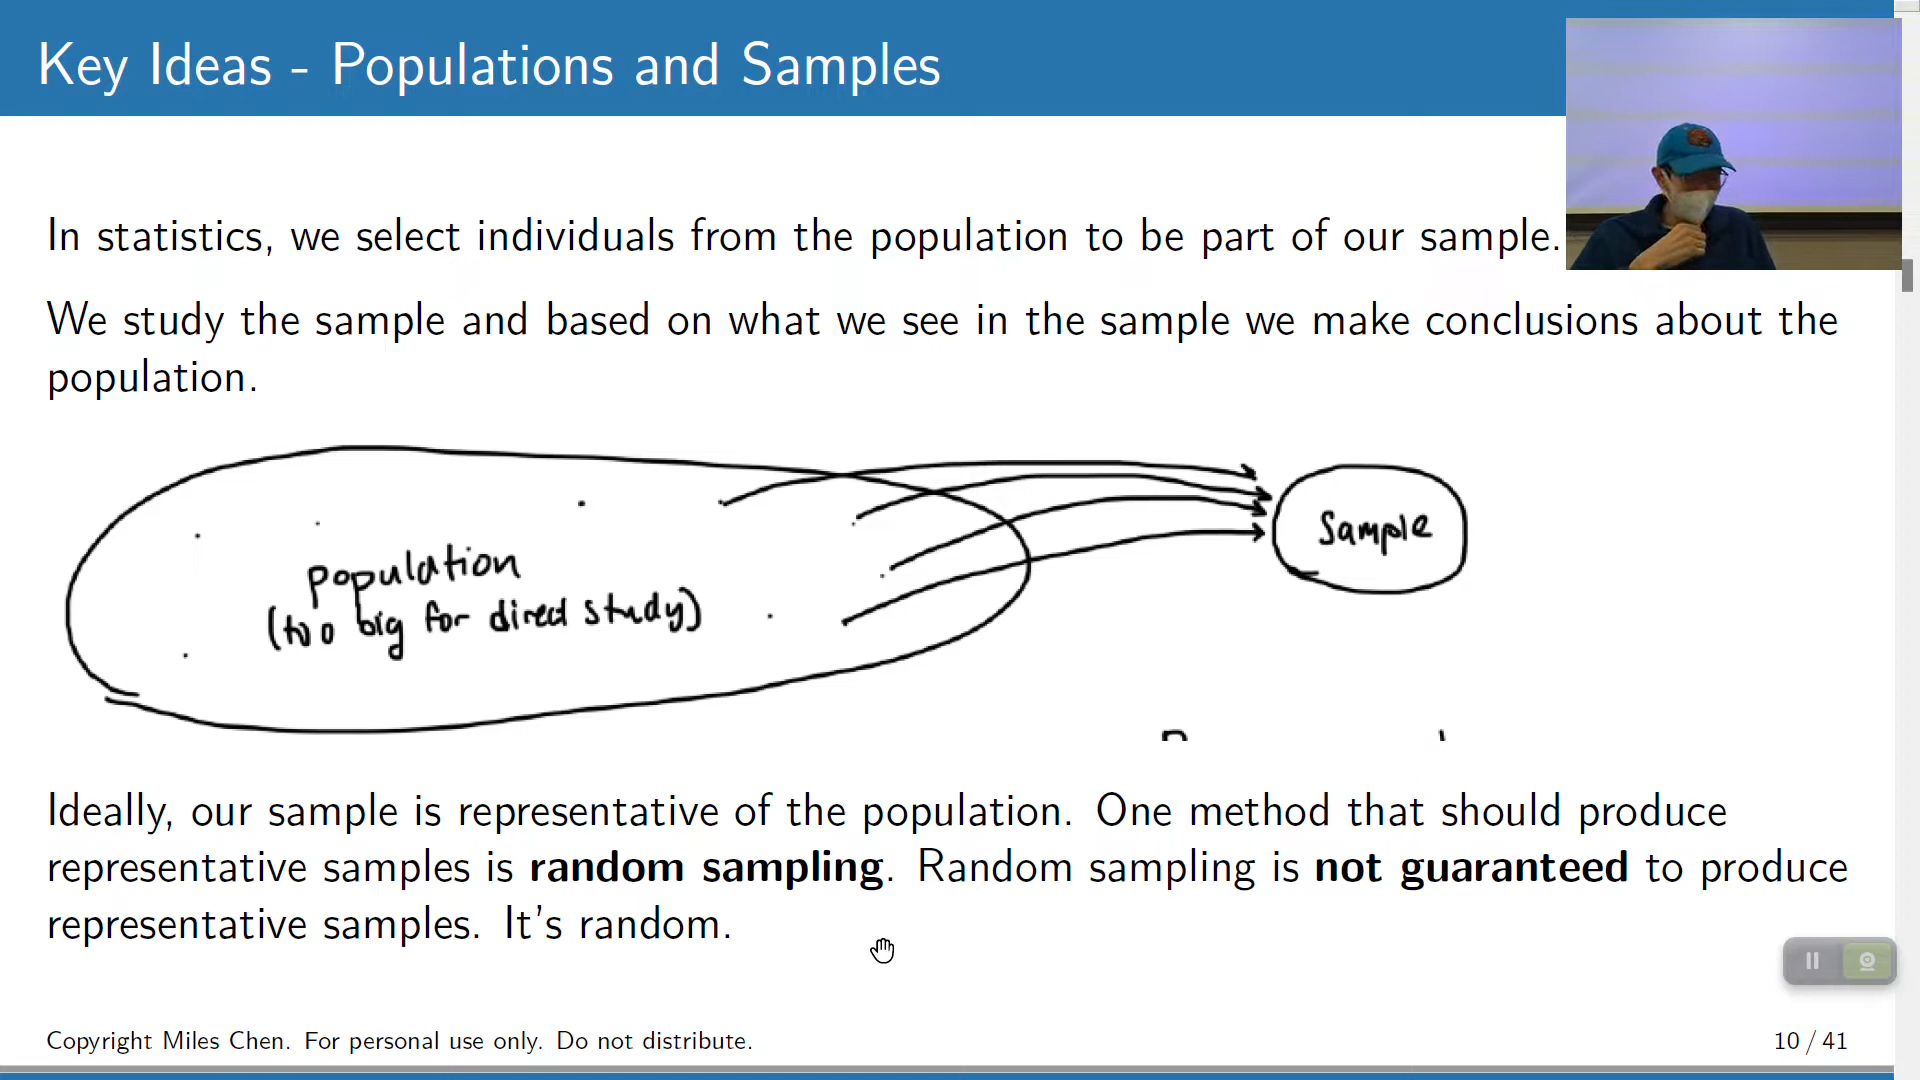 Key Ideas - Populations and Samples
In statistics, we select individuals from the population to be part of our sample.
We study the sample and based on what we see in the sample we make conclusions about the
population.
population
(too big for direct study)
Sample
Ideally, our sample is representative of the population. One method that should produce
representative samples is random sampling. Random sampling is not guaranteed to produce
representative samples. It's random.
Copyright Miles Chen. For personal use only. Do not distribute.
10 / 41